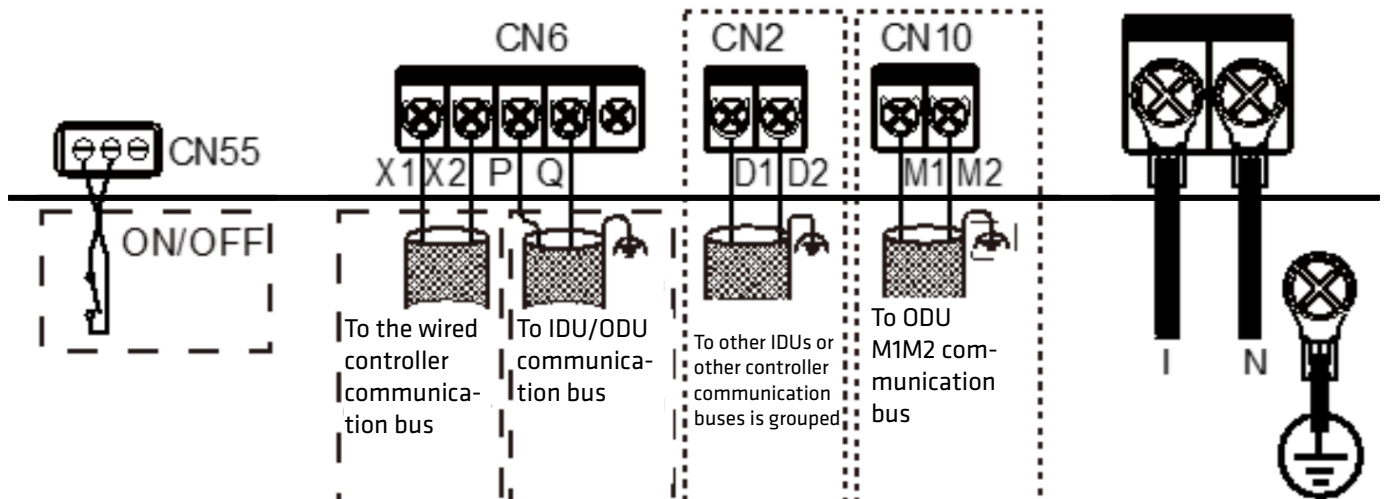 CN6
CN2
CN10
CN55
X1 X2 P Q
D1 D2
M1 M2
ON/OFF
To the wired
controller
communica-
tion bus
To IDU/ODU
communica-
tion bus
To other IDUs or
other controller
communication
buses is grouped
To ODU
M1M2 com-
munication
bus
I
N